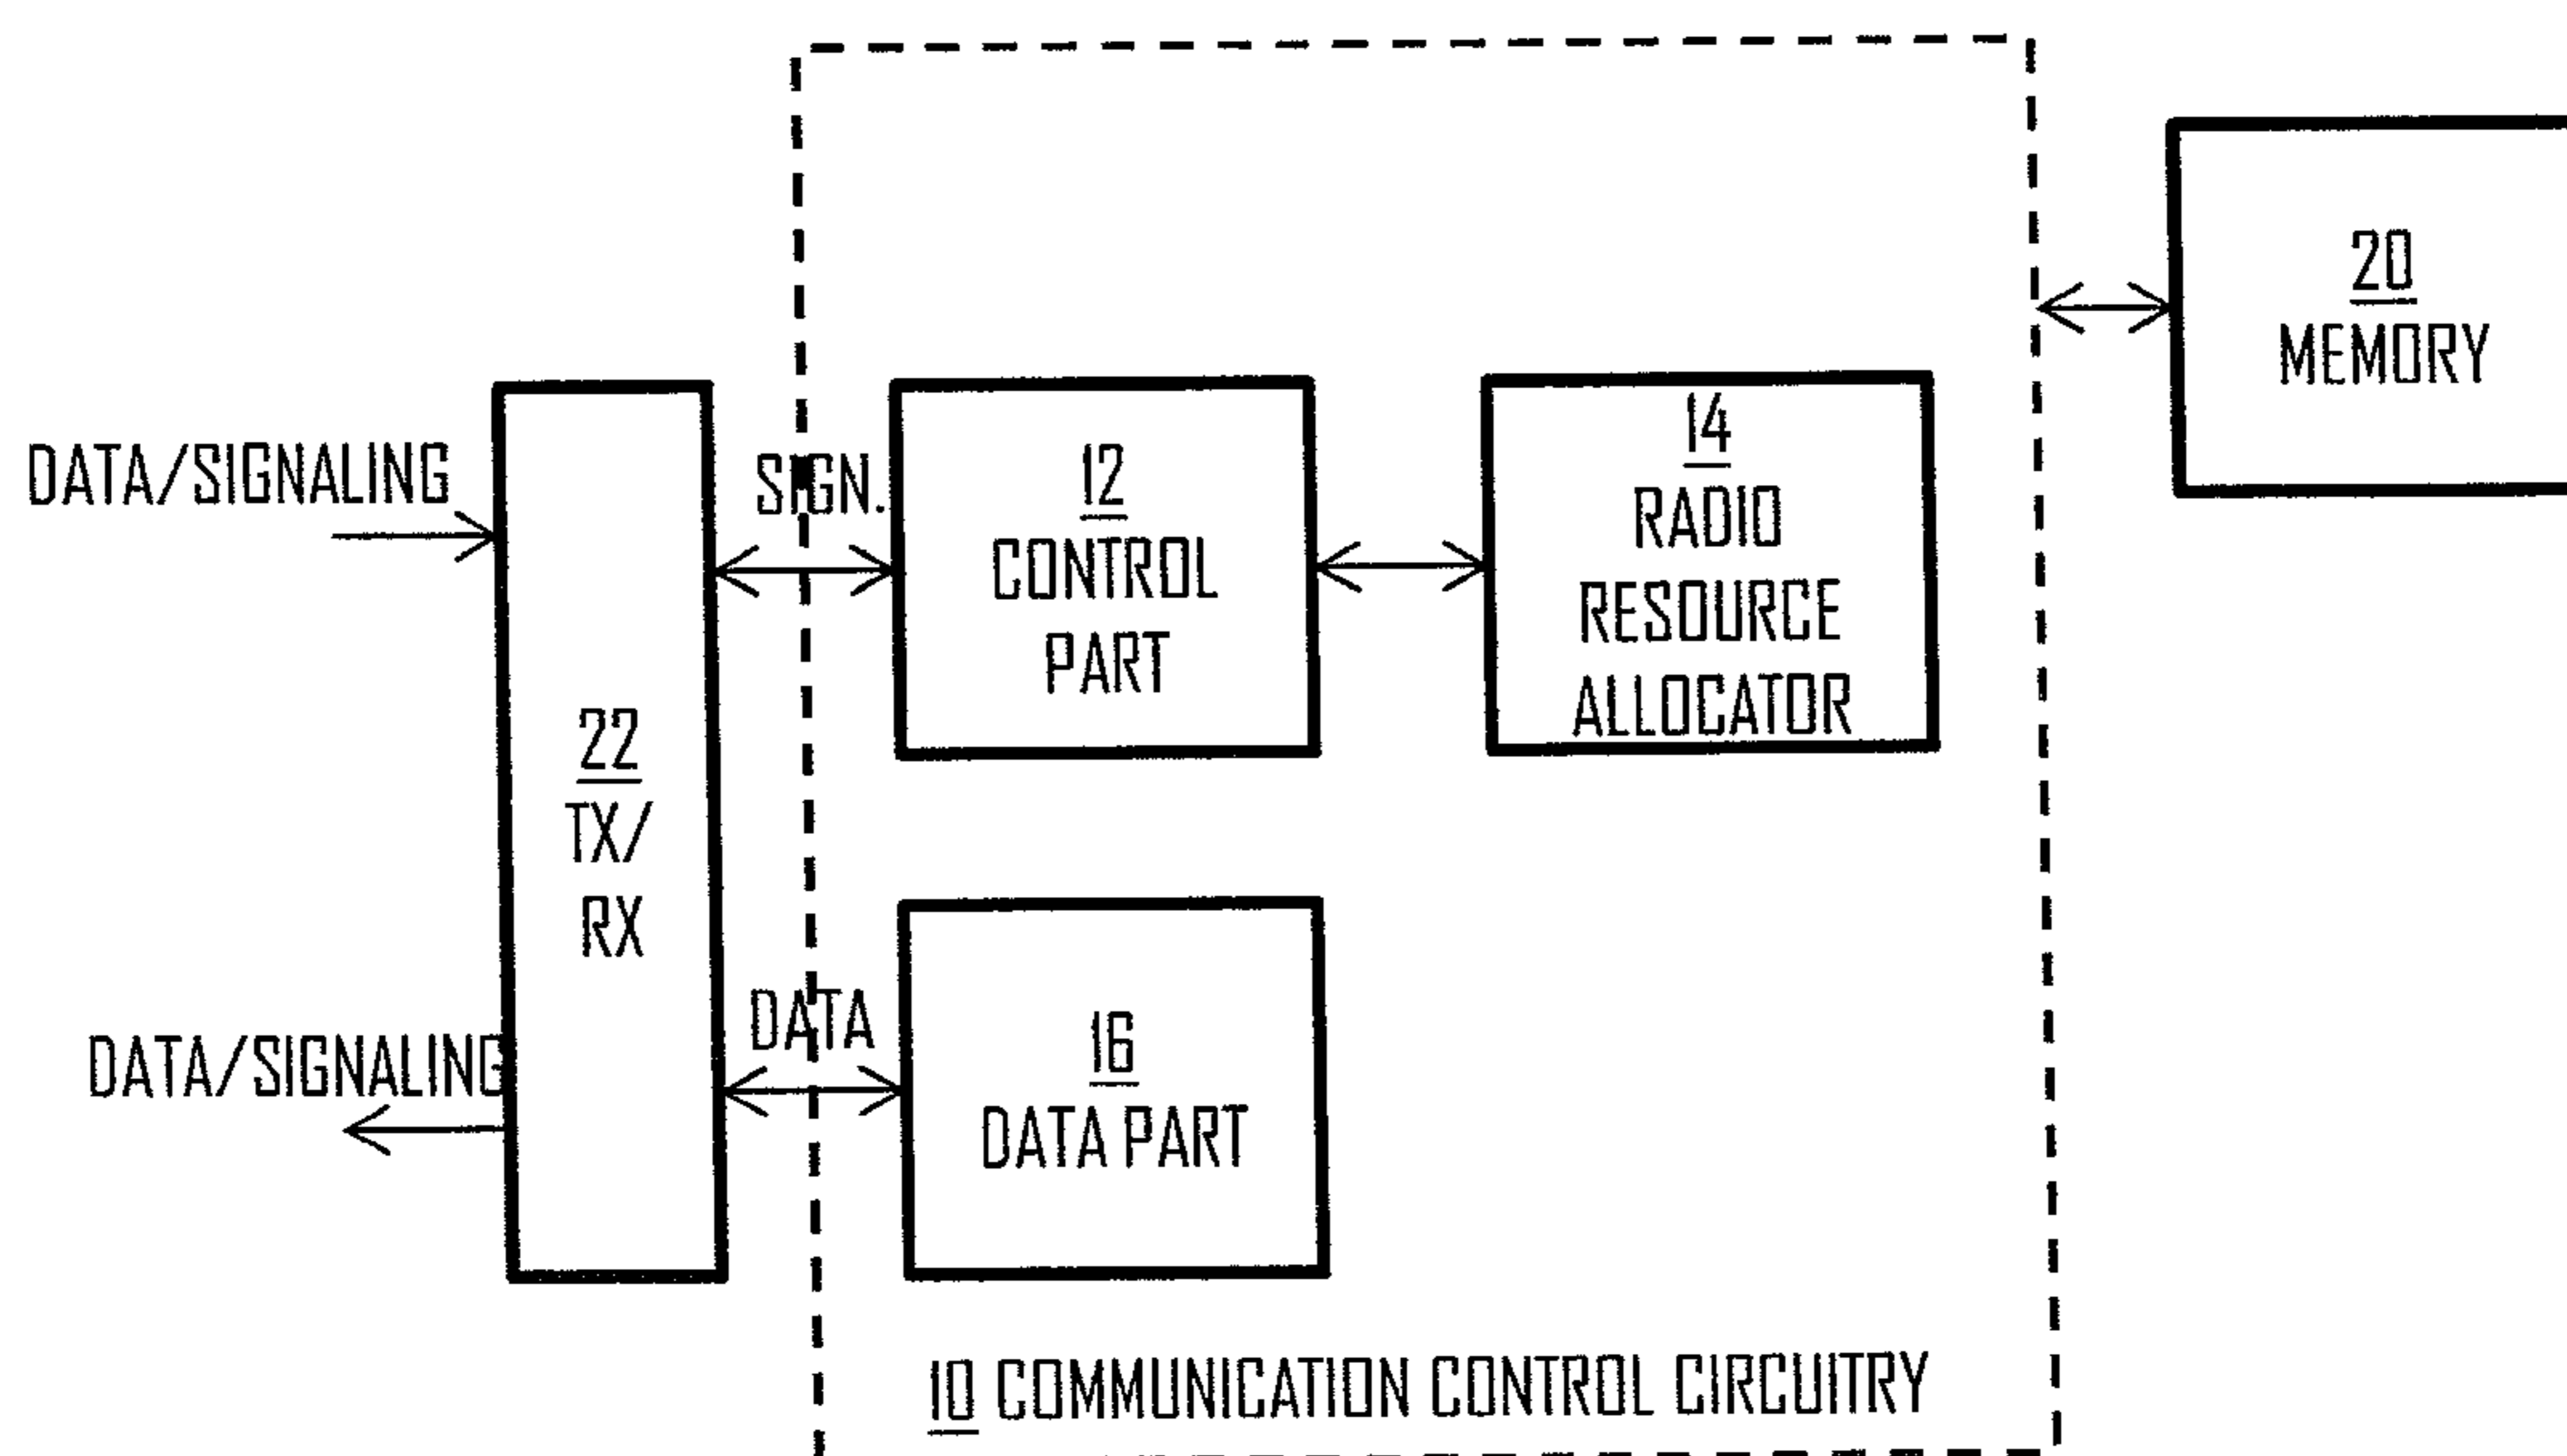 20
MEMORY
DATA/SIGNALING
SIGN.
12
CONTROL
PART
14
RADIO
RESOURCE
ALLOCATOR
22
TX/
RX
DATA/SIGNALING
DATA
16
DATA PART
10 COMMUNICATION CONTROL CIRCUITRY